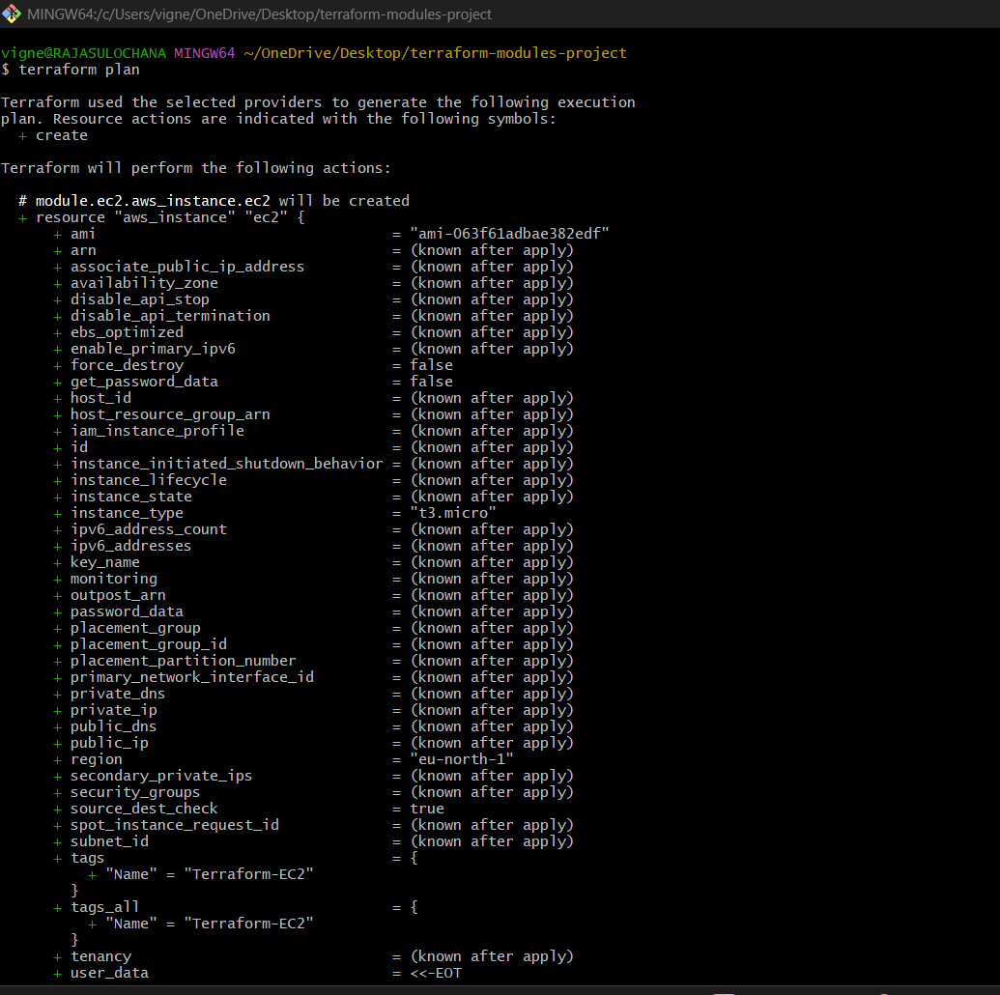 MINGW64:/c/Users/vigne/OneDrive/Desktop/terraform-modules-project
vigne@RAJASULOCHANA MINGW64 ~/OneDrive/Desktop/terraform-modules-project
$ terraform plan
Terraform used the selected providers to generate the following execution
plan. Resource actions are indicated with the following symbols:
+ create
Terraform will perform the following actions:
# module.ec2.aws_instance.ec2 will be created
+ resource "aws_instance" "ec2" {
+ ami = "ami-063f61adbae382edf"
+ arn = (known after apply)
+ associate_public_ip_address = (known after apply)
+ availability_zone = (known after apply)
+ disable_api_stop = (known after apply)
+ disable_api_termination = (known after apply)
+ ebs_optimized = (known after apply)
+ enable_primary_ipv6 = (known after apply)
+ force_destroy = false
+ get_password_data = false
+ host_id = (known after apply)
+ host_resource_group_arn = (known after apply)
+ iam_instance_profile = (known after apply)
+ id = (known after apply)
+ instance_initiated_shutdown_behavior = (known after apply)
+ instance_lifecycle = (known after apply)
+ instance_state = (known after apply)
+ instance_type = "t3.micro"
+ ipv6_address_count = (known after apply)
+ ipv6_addresses = (known after apply)
+ key_name = (known after apply)
+ monitoring = (known after apply)
+ outpost_arn = (known after apply)
+ password_data = (known after apply)
+ placement_group = (known after apply)
+ placement_group_id = (known after apply)
+ placement_partition_number = (known after apply)
+ primary_network_interface_id = (known after apply)
+ private_dns = (known after apply)
+ private_ip = (known after apply)
+ public_dns = (known after apply)
+ public_ip = (known after apply)
+ region = "eu-north-1"
+ secondary_private_ips = (known after apply)
+ security_groups = (known after apply)
+ source_dest_check = true
+ spot_instance_request_id = (known after apply)
+ subnet_id = (known after apply)
+ tags = {
+ "Name" = "Terraform-EC2"
}
+ tags_all = {
+ "Name" = "Terraform-EC2"
}
+ tenancy = (known after apply)
+ user_data = <<-EOT